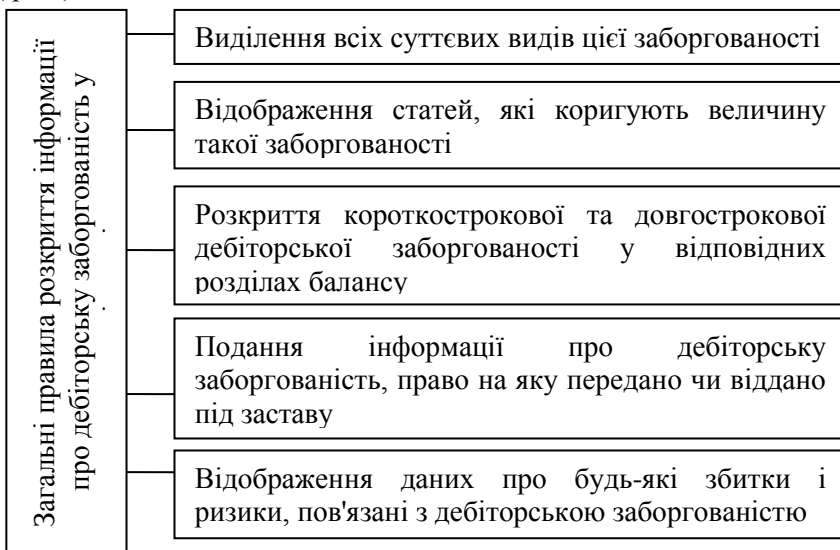 Загальні правила розкриття інформації
про дебіторську заборгованість у
Виділення всіх суттєвих видів цієї заборгованості
Відображення статей, які коригують величину
такої заборгованості
Розкриття короткострокової та довгострокової
дебіторської заборгованості у відповідних
розділах балансу
Подання інформації про дебіторську
заборгованість, право на яку передано чи віддано
під заставу
Відображення даних про будь-які збитки і
ризики, пов'язані з дебіторською заборгованістю